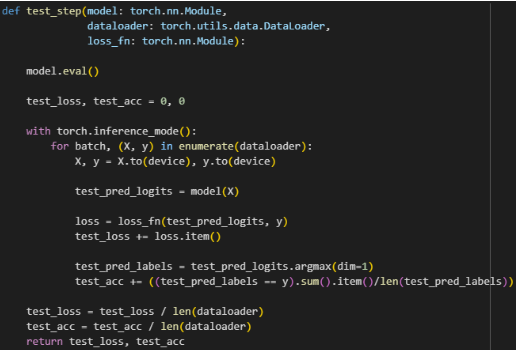 def test_step(model: torch.nn.Module,
              dataloader: torch.utils.data.DataLoader,
              loss_fn: torch.nn.Module):
    model.eval()
    test_loss, test_acc = 0, 0
    with torch.inference_mode():
        for batch, (X, y) in enumerate(dataloader):
            X, y = X.to(device), y.to(device)
            test_pred_logits = model(X)
            loss = loss_fn(test_pred_logits, y)
            test_loss += loss.item()
            test_pred_labels = test_pred_logits.argmax(dim=1)
            test_acc += ((test_pred_labels == y).sum().item()/len(test_pred_labels))
    test_loss = test_loss / len(dataloader)
    test_acc = test_acc / len(dataloader)
    return test_loss, test_acc